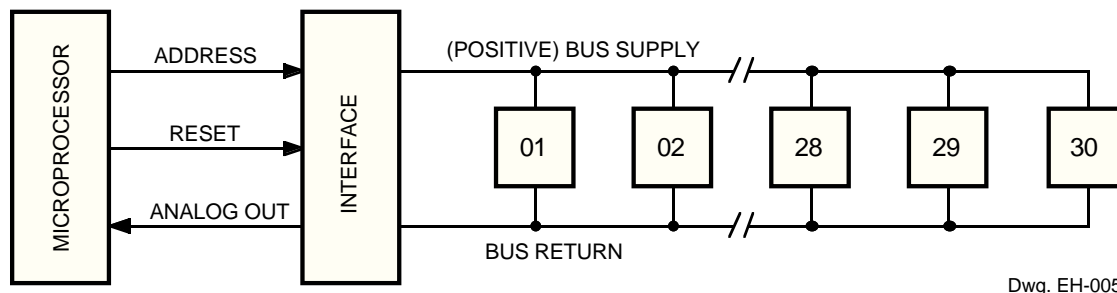 MICROPROCESSOR
ADDRESS
RESET
ANALOG OUT
INTERFACE
(POSITIVE) BUS SUPPLY
01
02
28
29
30
BUS RETURN
Dwg. EH-005